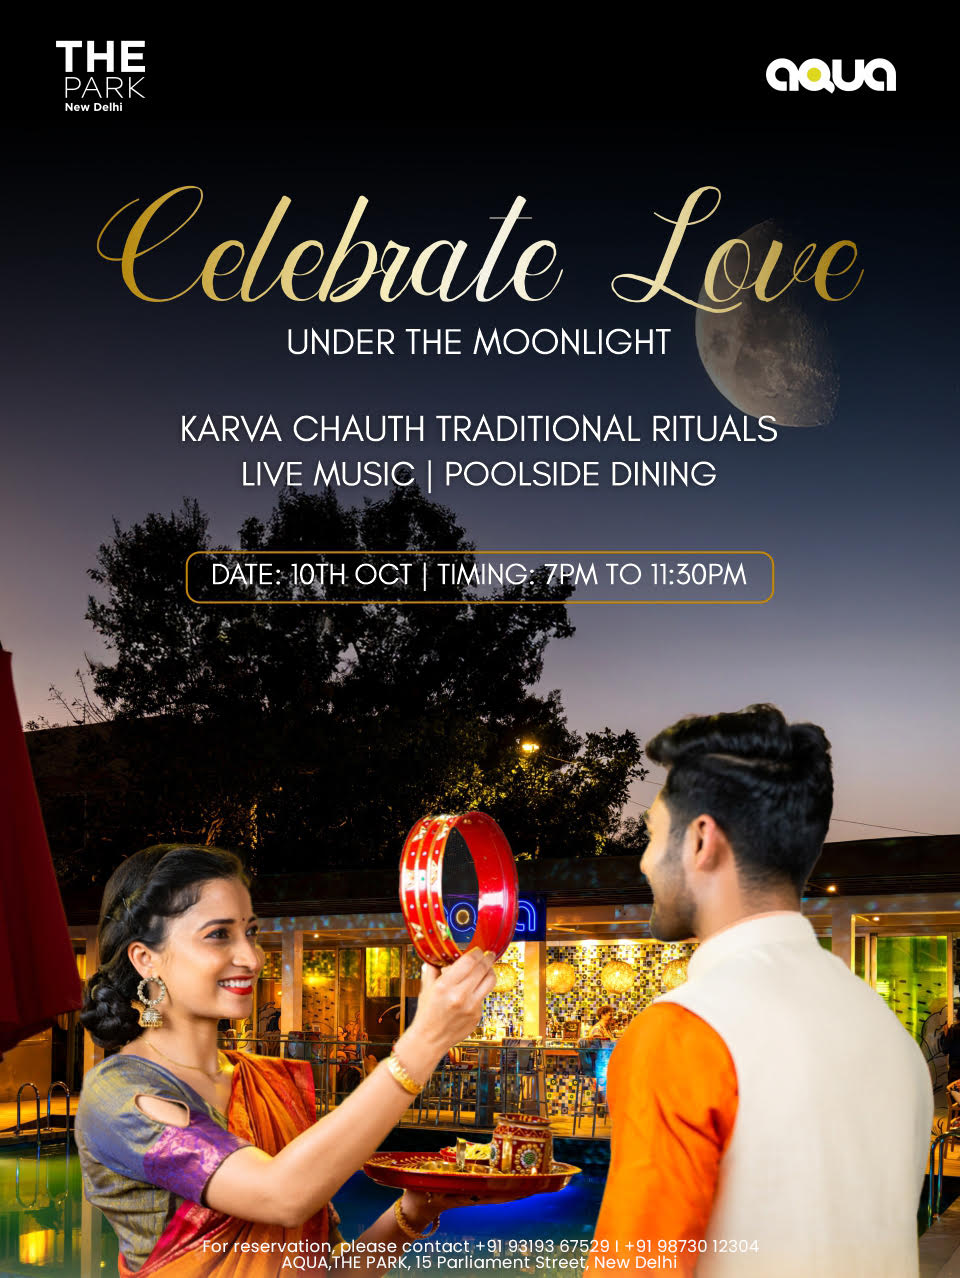 THE
PARK
New Delhi
aqua
Celebrate Love
UNDER THE MOONLIGHT
KARVA CHAUTH TRADITIONAL RITUALS
LIVE MUSIC | POOLSIDE DINING
DATE: 10TH OCT | TIMING: 7PM TO 11:30PM
aqua
For reservation, please contact +91 93193 67529 I +91 98730 12304
AQUA,THE PARK, 15 Parliament Street, New Delhi